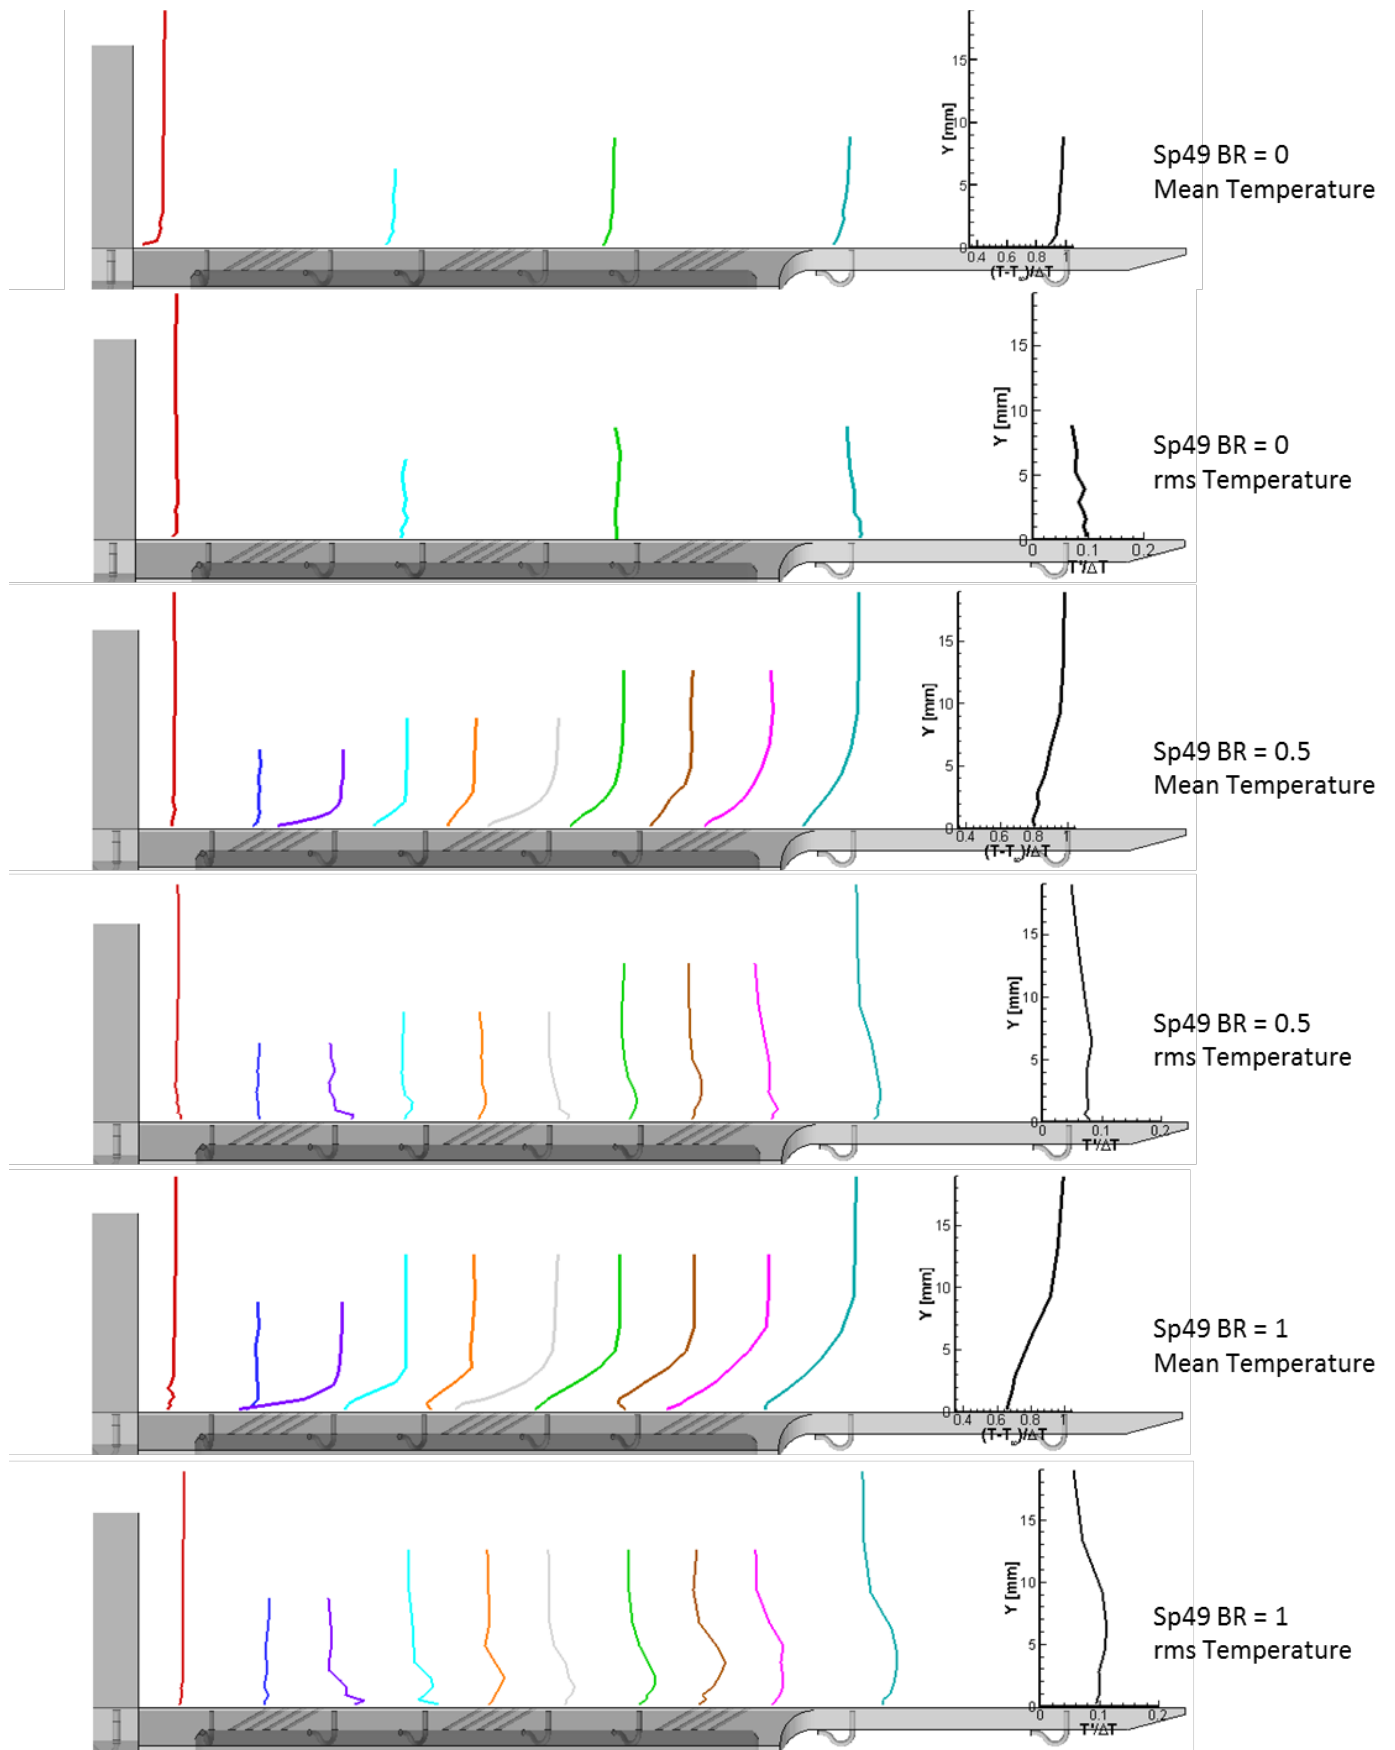 15
10
5
0
Y [mm]
0.4 0.6 0.8 1
(T-T∞)/ΔT
Sp49 BR = 0
Mean Temperature
15
10
5
0
Y [mm]
0 0.1 0.2
T'/ΔT
Sp49 BR = 0
rms Temperature
15
10
5
0
Y [mm]
0.4 0.6 0.8 1
(T-T∞)/ΔT
Sp49 BR = 0.5
Mean Temperature
15
10
5
0
Y [mm]
0 0.1 0.2
T'/ΔT
Sp49 BR = 0.5
rms Temperature
15
10
5
0
Y [mm]
0.4 0.6 0.8 1
(T-T∞)/ΔT
Sp49 BR = 1
Mean Temperature
15
10
5
0
Y [mm]
0 0.1 0.2
T'/ΔT
Sp49 BR = 1
rms Temperature